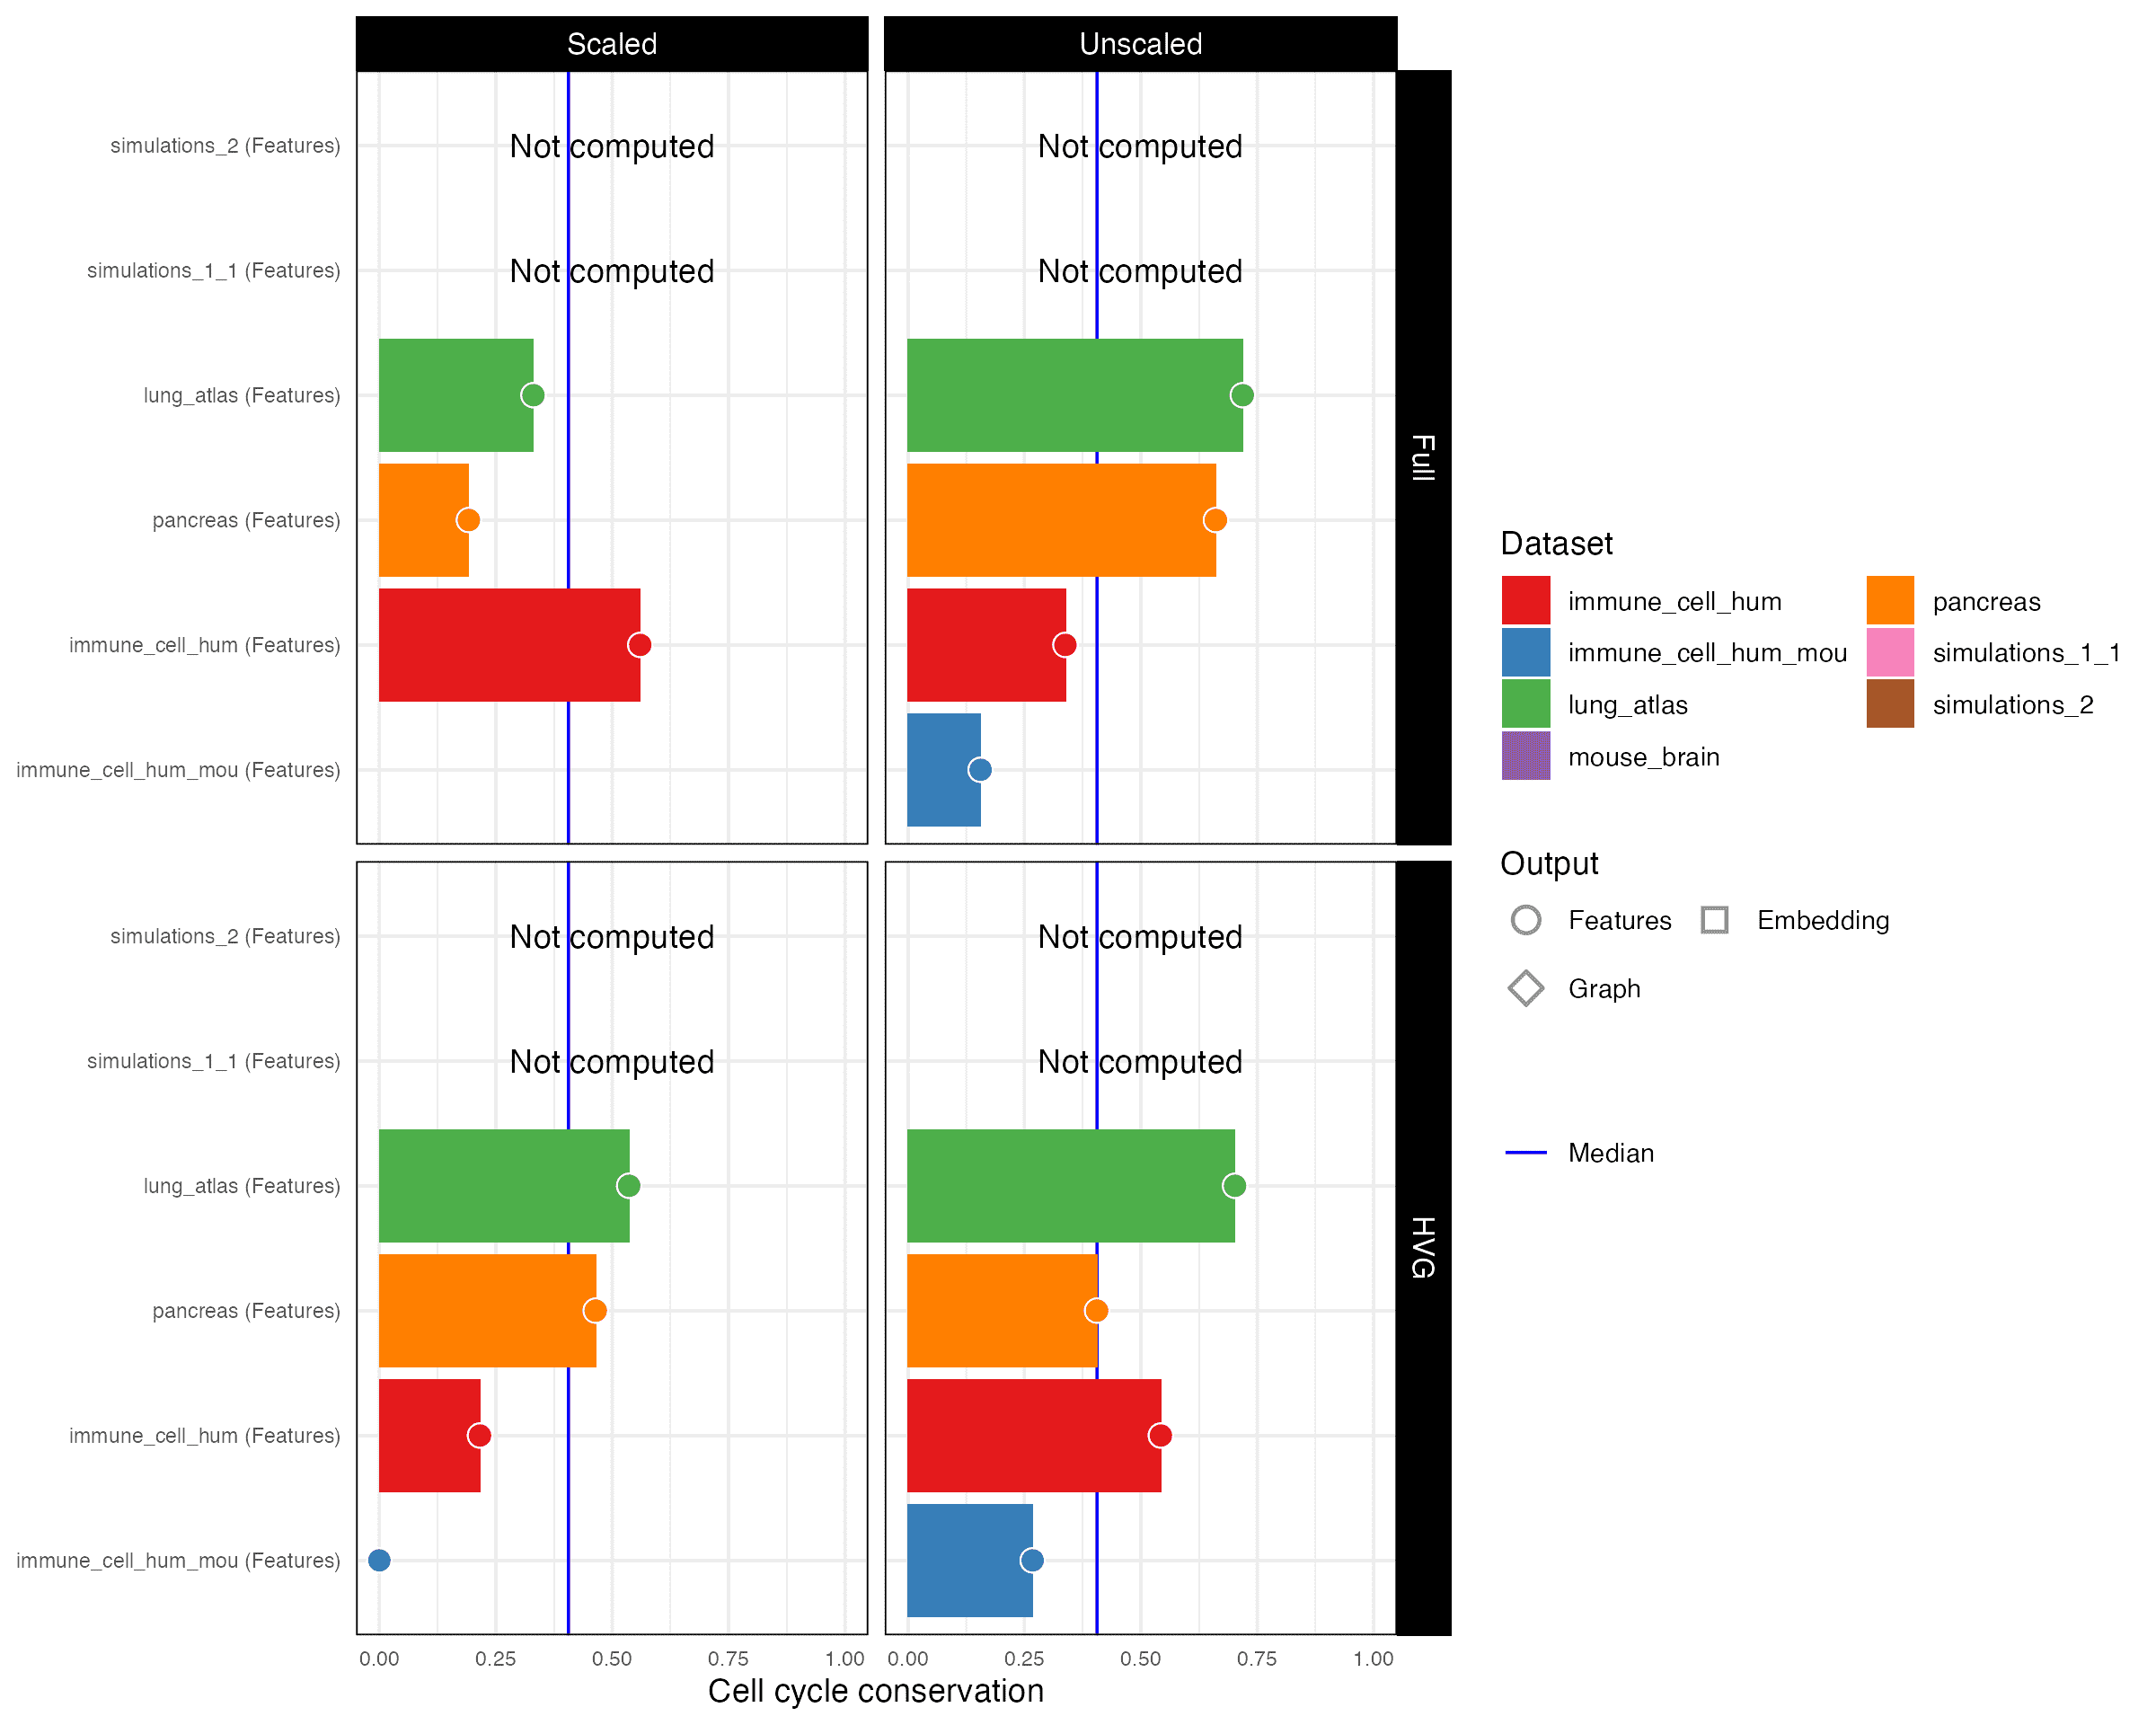 Scaled
Unscaled
simulations_2 (Features)
Not computed
Not computed
simulations_1_1 (Features)
Not computed
Not computed
lung_atlas (Features)
pancreas (Features)
immune_cell_hum (Features)
immune_cell_hum_mou (Features)
Full
simulations_2 (Features)
Not computed
Not computed
simulations_1_1 (Features)
Not computed
Not computed
lung_atlas (Features)
pancreas (Features)
immune_cell_hum (Features)
immune_cell_hum_mou (Features)
HVG
0.00 0.25 0.50 0.75 1.00
0.00 0.25 0.50 0.75 1.00
Cell cycle conservation
Dataset
immune_cell_hum
immune_cell_hum_mou
lung_atlas
mouse_brain
pancreas
simulations_1_1
simulations_2
Output
Features
Embedding
Graph
Median